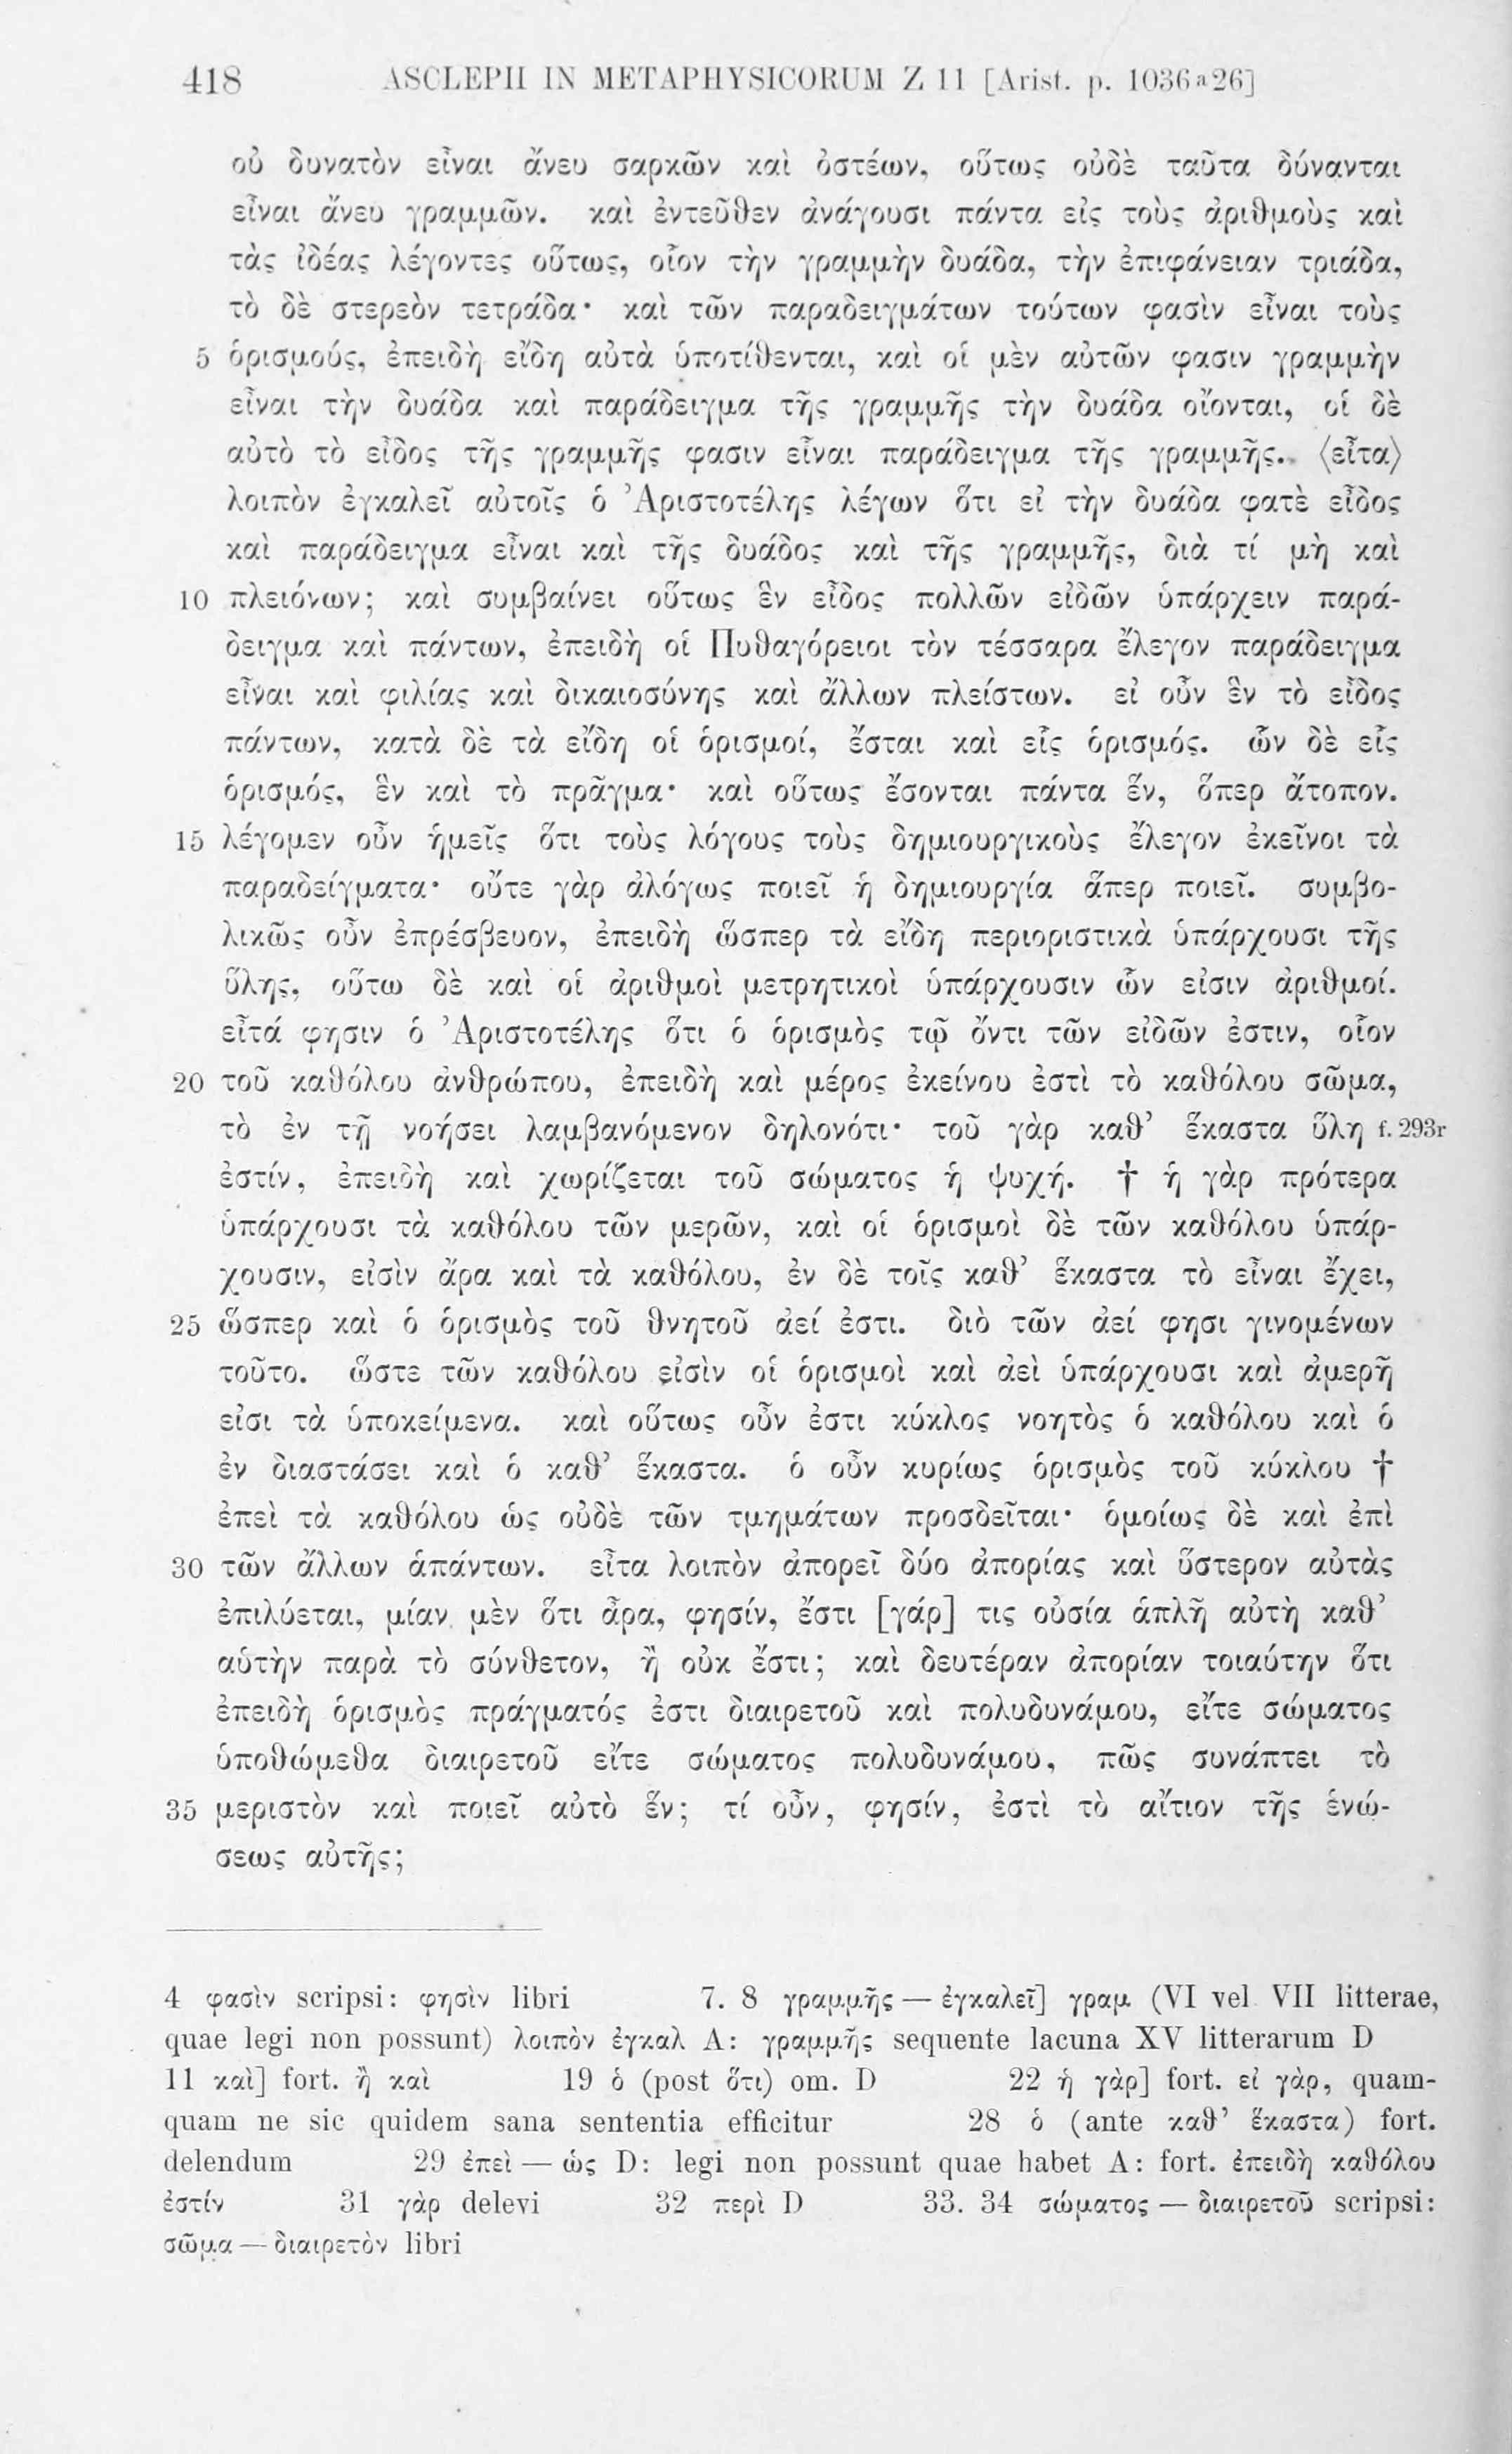 418 ASCLEPII IN METAPHYSICORUM Z 11 [Arist. p. 1036a26]
οὐ δυνατὸν εἶναι ἄνευ σαρκῶν καὶ ὀστέων, οὕτως οὐδὲ ταῦτα δύνανται
εἶναι ἄνευ γραμμῶν. καὶ ἐντεῦθεν ἀνάγουσι πάντα εἰς τοὺς ἀριθμοὺς καὶ
τὰς ἰδέας λέγοντες οὕτως, οἷον τὴν γραμμὴν δυάδα, τὴν ἐπιφάνειαν τριάδα,
τὸ δὲ στερεὸν τετράδα· καὶ τῶν παραδειγμάτων τούτων φασὶν εἶναι τοὺς
5 ὁρισμούς, ἐπειδὴ εἴδη αὐτὰ ὑποτίθενται, καὶ οἱ μὲν αὐτῶν φασιν γραμμὴν
εἶναι τὴν δυάδα καὶ παράδειγμα τῆς γραμμῆς τὴν δυάδα οἴονται, οἱ δὲ
αὐτὸ τὸ εἶδος τῆς γραμμῆς φασιν εἶναι παράδειγμα τῆς γραμμῆς. ⟨εἶτα⟩
λοιπὸν ἐγκαλεῖ αὐτοῖς ὁ Ἀριστοτέλης λέγων ὅτι εἰ τὴν δυάδα φατὲ εἶδος
καὶ παράδειγμα εἶναι καὶ τῆς δυάδος καὶ τῆς γραμμῆς, διὰ τί μὴ καὶ
10 πλειόνων; καὶ συμβαίνει οὕτως ἓν εἶδος πολλῶν εἰδῶν ὑπάρχειν παρά-
δειγμα καὶ πάντων, ἐπειδὴ οἱ Πυθαγόρειοι τὸν τέσσαρα ἔλεγον παράδειγμα
εἶναι καὶ φιλίας καὶ δικαιοσύνης καὶ ἄλλων πλείστων. εἰ οὖν ἓν τὸ εἶδος
πάντων, κατὰ δὲ τὰ εἴδη οἱ ὁρισμοί, ἔσται καὶ εἷς ὁρισμός. ὧν δὲ εἷς
ὁρισμός, ἓν καὶ τὸ πρᾶγμα· καὶ οὕτως ἔσονται πάντα ἕν, ὅπερ ἄτοπον.
15 λέγομεν οὖν ἡμεῖς ὅτι τοὺς λόγους τοὺς δημιουργικοὺς ἔλεγον ἐκεῖνοι τὰ
παραδείγματα· οὔτε γὰρ ἀλόγως ποιεῖ ἡ δημιουργία ἅπερ ποιεῖ. συμβο-
λικῶς οὖν ἐπρέσβευον, ἐπειδὴ ὥσπερ τὰ εἴδη περιοριστικὰ ὑπάρχουσι τῆς
ὕλης, οὕτω δὲ καὶ οἱ ἀριθμοὶ μετρητικοὶ ὑπάρχουσιν ὧν εἰσιν ἀριθμοί.
εἶτά φησιν ὁ Ἀριστοτέλης ὅτι ὁ ὁρισμὸς τῷ ὄντι τῶν εἰδῶν ἐστιν, οἷον
20 τοῦ καθόλου ἀνθρώπου, ἐπειδὴ καὶ μέρος ἐκείνου ἐστὶ τὸ καθόλου σῶμα,
τὸ ἐν τῇ νοήσει λαμβανόμενον δηλονότι· τοῦ γὰρ καθ’ ἕκαστα ὕλη f. 293r
ἐστίν, ἐπειδὴ καὶ χωρίζεται τοῦ σώματος ἡ ψυχή. † ἡ γὰρ πρότερα
ὑπάρχουσι τὰ καθόλου τῶν μερῶν, καὶ οἱ ὁρισμοὶ δὲ τῶν καθόλου ὑπάρ-
χουσιν, εἰσὶν ἄρα καὶ τὰ καθόλου, ἐν δὲ τοῖς καθ’ ἕκαστα τὸ εἶναι ἔχει,
25 ὥσπερ καὶ ὁ ὁρισμὸς τοῦ θνητοῦ ἀεί ἐστι. διὸ τῶν ἀεί φησι γινομένων
τοῦτο. ὥστε τῶν καθόλου εἰσὶν οἱ ὁρισμοὶ καὶ ἀεὶ ὑπάρχουσι καὶ ἀμερῆ
εἰσι τὰ ὑποκείμενα. καὶ οὕτως οὖν ἐστι κύκλος νοητὸς ὁ καθόλου καὶ ὁ
ἐν διαστάσει καὶ ὁ καθ’ ἕκαστα. ὁ οὖν κυρίως ὁρισμὸς τοῦ κύκλου †
ἐπεὶ τὰ καθόλου ὡς οὐδὲ τῶν τμημάτων προσδεῖται· ὁμοίως δὲ καὶ ἐπὶ
30 τῶν ἄλλων ἁπάντων. εἶτα λοιπὸν ἀπορεῖ δύο ἀπορίας καὶ ὕστερον αὐτὰς
ἐπιλύεται, μίαν μὲν ὅτι ἆρα, φησίν, ἔστι [γάρ] τις οὐσία ἁπλῆ αὐτὴ καθ’
αὑτὴν παρὰ τὸ σύνθετον, ἢ οὐκ ἔστι; καὶ δευτέραν ἀπορίαν τοιαύτην ὅτι
ἐπειδὴ ὁρισμὸς πράγματός ἐστι διαιρετοῦ καὶ πολυδυνάμου, εἴτε σώματος
ὑποθώμεθα διαιρετοῦ εἴτε σώματος πολυδυνάμου, πῶς συνάπτει τὸ
35 μεριστὸν καὶ ποιεῖ αὐτὸ ἕν; τί οὖν, φησίν, ἐστὶ τὸ αἴτιον τῆς ἑνώ-
σεως αὐτῆς;
4 φασὶν scripsi: φησὶν libri 7. 8 γραμμῆς — ἐγκαλεῖ] γραμ (VI vel VII litterae,
quae legi non possunt) λοιπὸν ἐγκαλ A: γραμμῆς sequente lacuna XV litterarum D
11 καὶ] fort. ἢ καὶ 19 ὁ (post ὅτι) om. D 22 ἡ γὰρ] fort. εἰ γὰρ, quam-
quam ne sic quidem sana sententia efficitur 28 ὁ (ante καθ’ ἕκαστα) fort.
delendum 29 ἐπεὶ — ὡς D: legi non possunt quae habet A: fort. ἐπειδὴ καθόλου
ἐστίν 31 γὰρ delevi 32 περὶ D 33. 34 σώματος — διαιρετοῦ scripsi:
σῶμα — διαιρετὸν libri